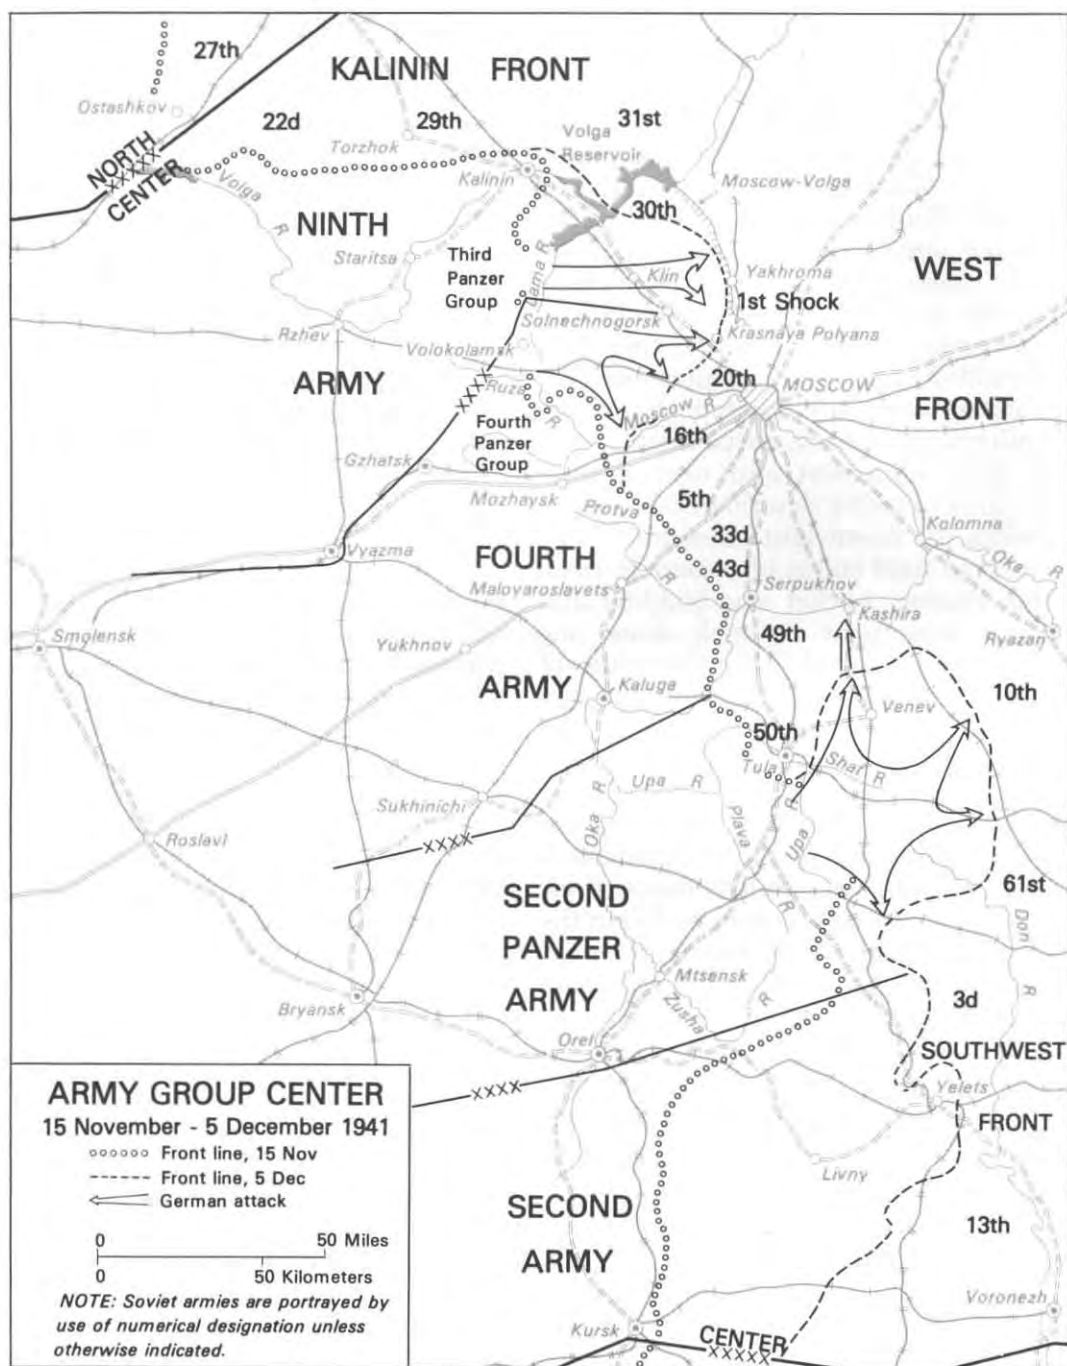 27th
KALININ FRONT
Ostashkov
22d
29th
31st
Torzhok
Volga
Reservoir
NORTH
XXXXX
CENTER
Volga
R
Kalinin
Moscow-Volga
30th
NINTH
Staritsa
Third
Panzer
Group
Lama R
Klin
Yakhroma
WEST
1st Shock
Solnechnogorsk
Krasnaya Polyana
Rzhev
Volokolamsk
ARMY
XXXX
Ruza
R
20th
MOSCOW
FRONT
Moscow R
Fourth
Panzer
Group
16th
Gzhatsk
Mozhaysk
Protva
R
5th
33d
43d
Kolomna
Oka R
Vyazma
FOURTH
Maloyaroslavets
Serpukhov
Kashira
Smolensk
Yukhnov
49th
Ryazan
ARMY
Kaluga
10th
Venev
50th
Tula
Shat R
Upa R
Oka R
Plava
R
Upa
R
Sukhinichi
XXXX
Roslavl
61st
SECOND
PANZER
ARMY
Don
R
Mtsensk
Zusha
R
Bryansk
3d
Orel
SOUTHWEST
XXXX
Yelets
FRONT
Livny
SECOND
ARMY
13th
Voronezh
Kursk
CENTER
XXXXX
ARMY GROUP CENTER
15 November - 5 December 1941
Front line, 15 Nov
Front line, 5 Dec
German attack
0 50 Miles
0 50 Kilometers
NOTE: Soviet armies are portrayed by
use of numerical designation unless
otherwise indicated.